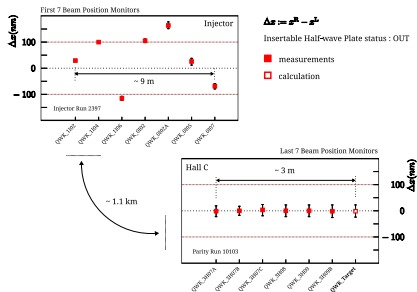 First 7 Beam Position Monitors
Δx := x^R − x^L
Injector
Insertable Half-wave Plate status : OUT
Δx(nm)
100
0
− 100
measurements
calculation
~ 9 m
Injector Run 2397
QWK_1I02
QWK_1I04
QWK_1I06
QWK_0I02
QWK_0I02A
QWK_0I05
QWK_0I07
Last 7 Beam Position Monitors
Hall C
~ 3 m
100
0
− 100
Δx(nm)
~ 1.1 km
Parity Run 10103
QWK_3H07A
QWK_3H07B
QWK_3H07C
QWK_3H08
QWK_3H09
QWK_3H09B
QWK_Target